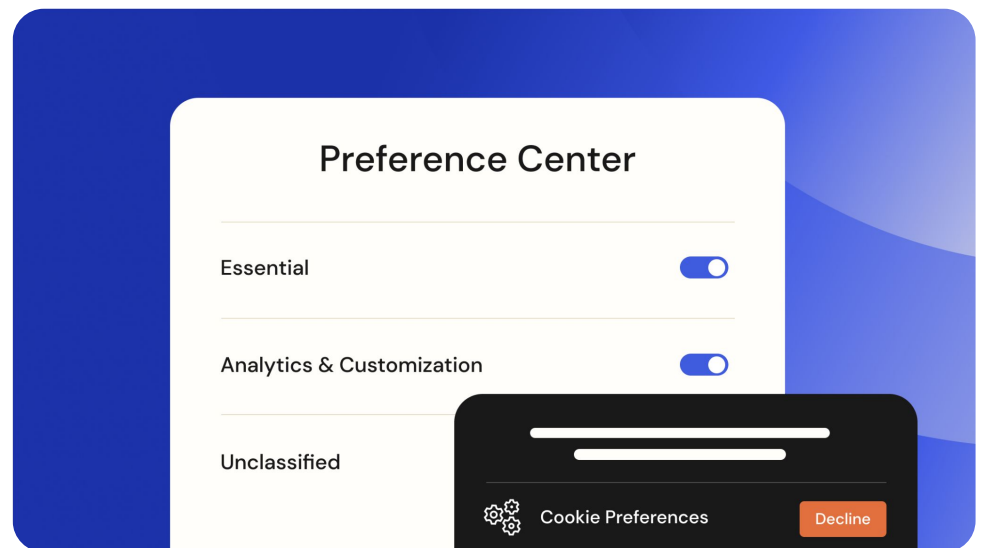 Preference Center
Essential
Analytics & Customization
Unclassified
Cookie Preferences
Decline